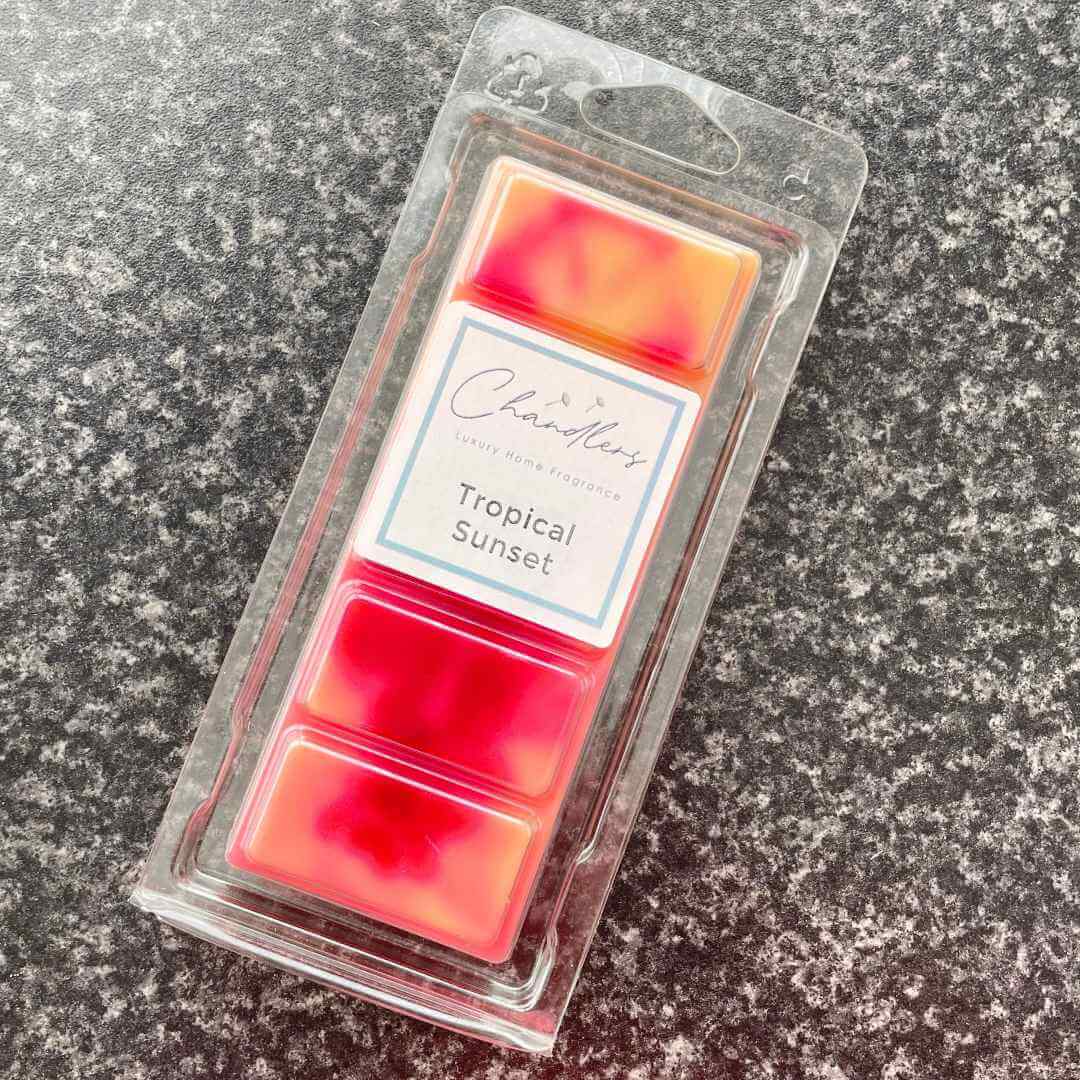 Chandlers
Luxury Home Fragrance
Tropical
Sunset